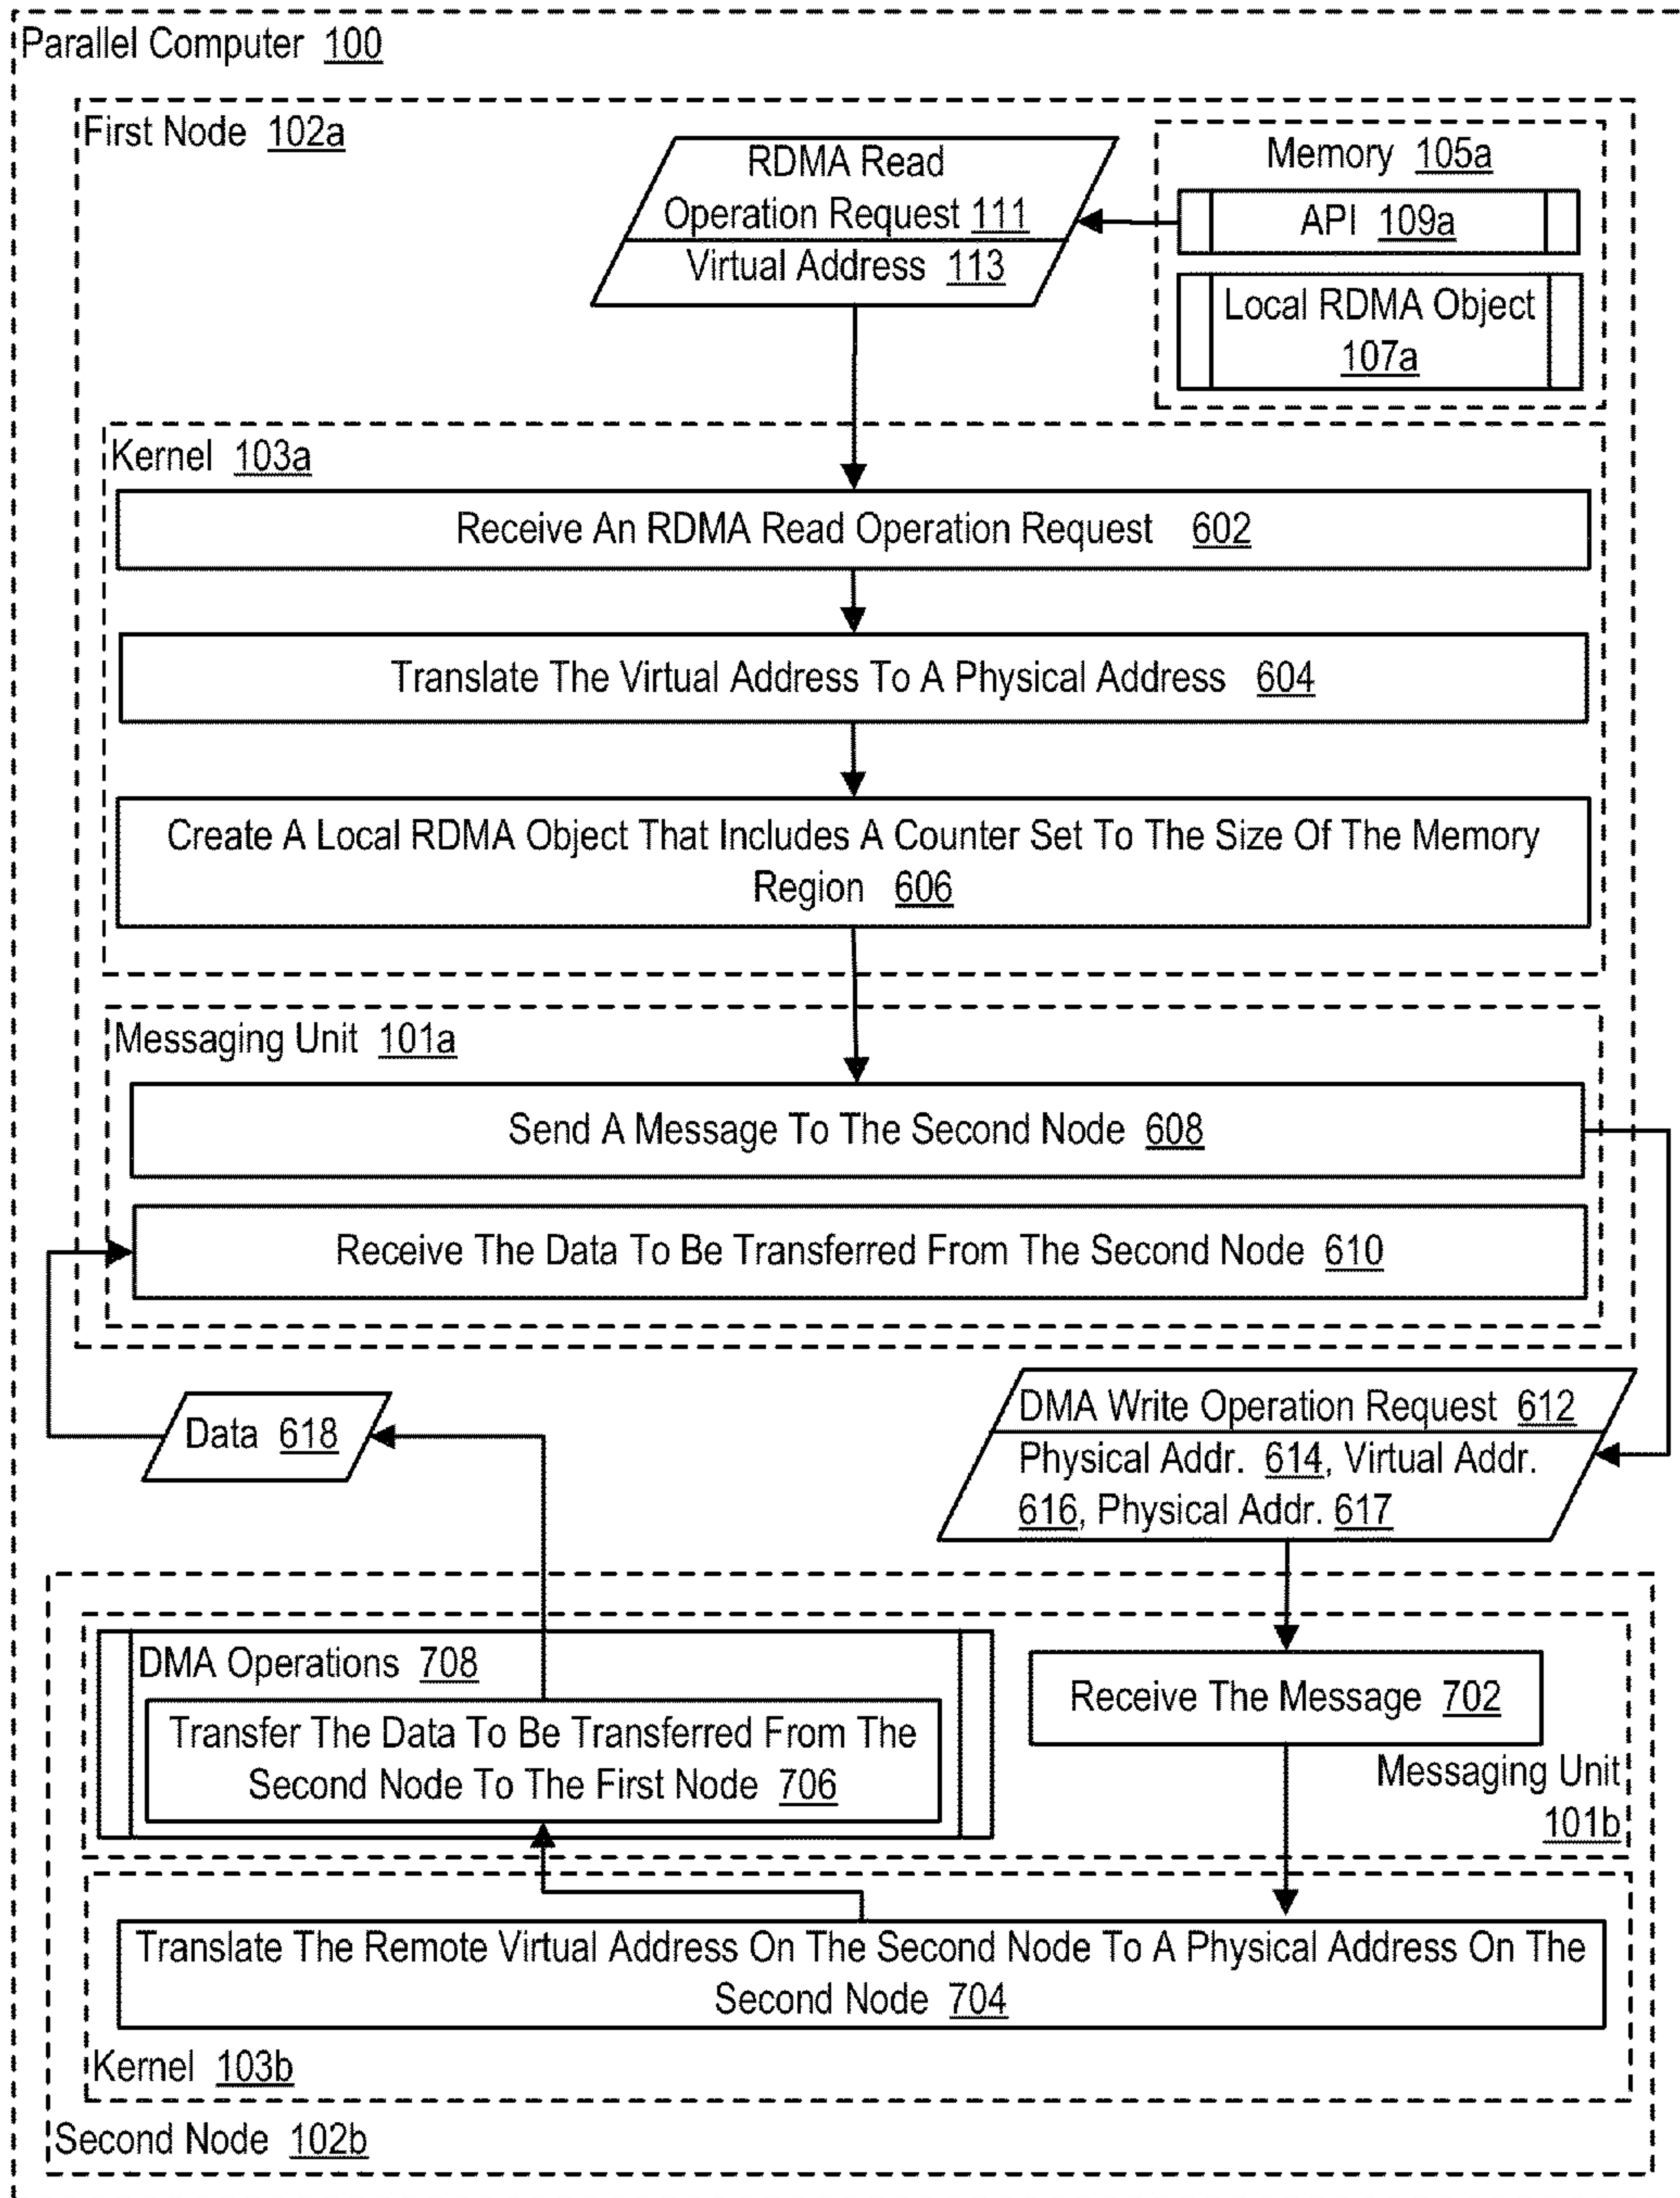 Parallel Computer 100
First Node 102a
RDMA Read
Operation Request 111
Virtual Address 113
Memory 105a
API 109a
Local RDMA Object
107a
Kernel 103a
Receive An RDMA Read Operation Request 602
Translate The Virtual Address To A Physical Address 604
Create A Local RDMA Object That Includes A Counter Set To The Size Of The Memory
Region 606
Messaging Unit 101a
Send A Message To The Second Node 608
Receive The Data To Be Transferred From The Second Node 610
Data 618
DMA Write Operation Request 612
Physical Addr. 614, Virtual Addr.
616, Physical Addr. 617
DMA Operations 708
Transfer The Data To Be Transferred From The
Second Node To The First Node 706
Receive The Message 702
Messaging Unit
101b
Translate The Remote Virtual Address On The Second Node To A Physical Address On The
Second Node 704
Kernel 103b
Second Node 102b